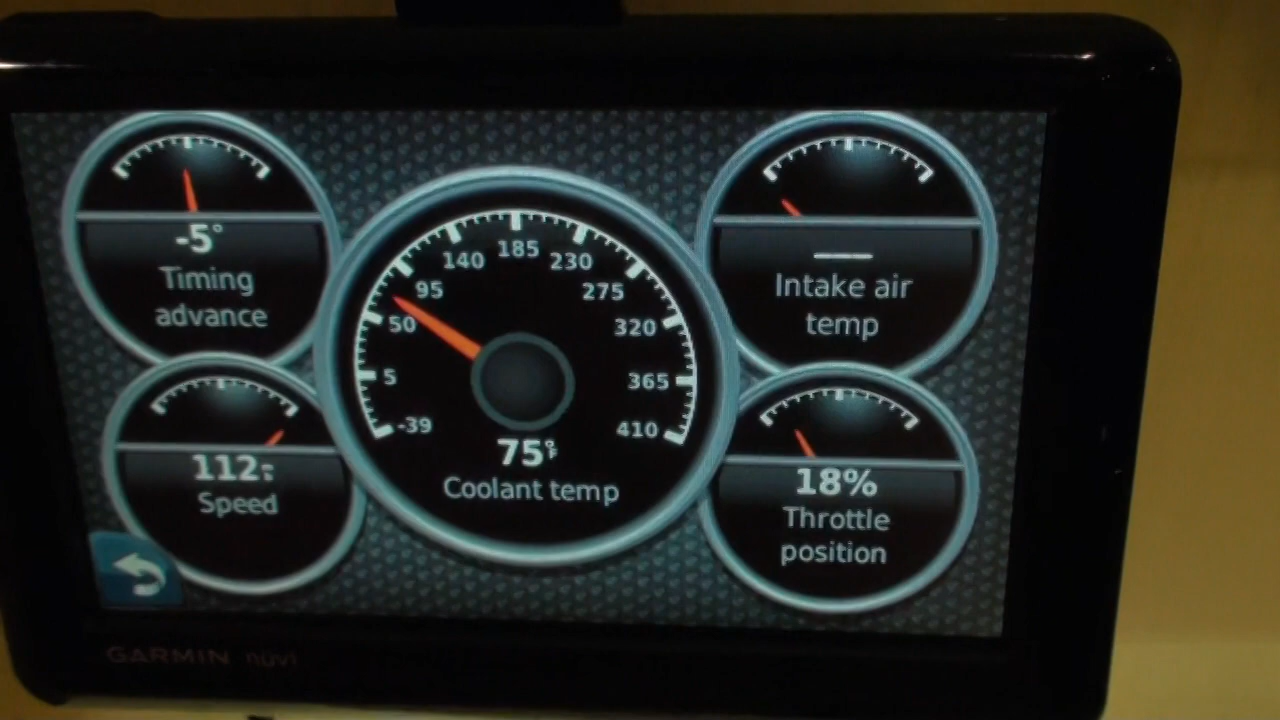 -5°
Timing
advance
—
Intake air
temp
-39
5
50
95
140
185
230
275
320
365
410
75°F
Coolant temp
112
Speed
18%
Throttle
position
GARMIN nüvi